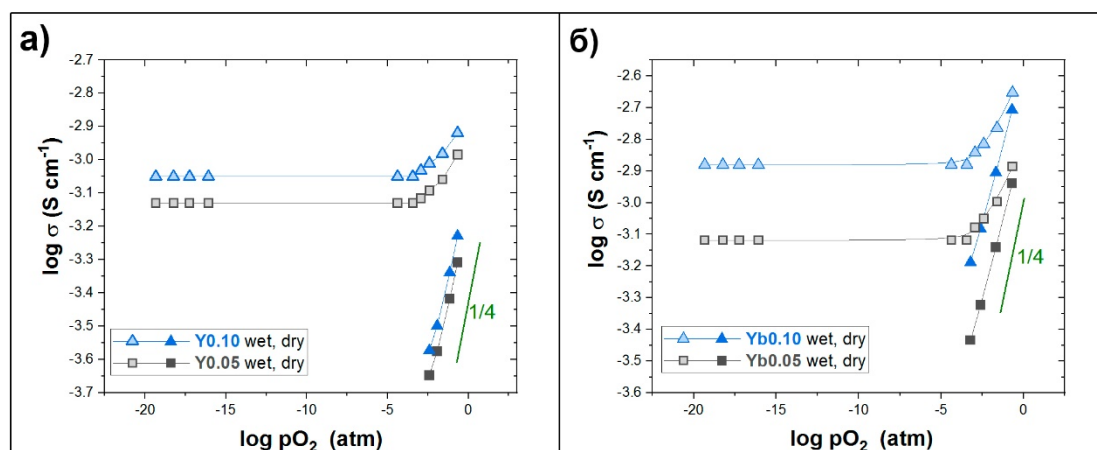 а)
-2.7
-2.8
-2.9
-3.0
-3.1
-3.2
-3.3
-3.4
-3.5
-3.6
-3.7
log σ (S cm⁻¹)
1/4
Y0.10 wet, dry
Y0.05 wet, dry
-20 -15 -10 -5 0
log pO₂ (atm)
б)
-2.6
-2.7
-2.8
-2.9
-3.0
-3.1
-3.2
-3.3
-3.4
-3.5
-3.6
log σ (S cm⁻¹)
1/4
Yb0.10 wet, dry
Yb0.05 wet, dry
-20 -15 -10 -5 0
log pO₂ (atm)